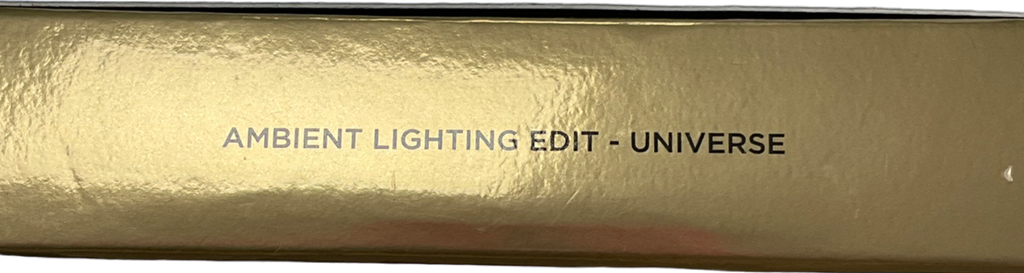 AMBIENT LIGHTING EDIT - UNIVERSE